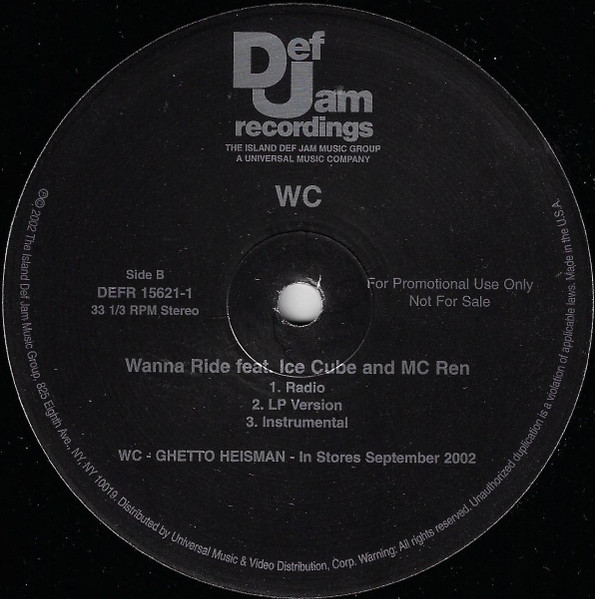 Def
Jam
recordings
THE ISLAND DEF JAM MUSIC GROUP
A UNIVERSAL MUSIC COMPANY
WC
Side B
DEFR 15621-1
33 1/3 RPM Stereo
For Promotional Use Only
Not For Sale
Wanna Ride feat. Ice Cube and MC Ren
1. Radio
2. LP Version
3. Instrumental
WC - GHETTO HEISMAN - In Stores September 2002
℗© 2002 The Island Def Jam Music Group, 825 Eighth Ave., NY, NY 10019. Distributed by Universal Music & Video Distribution, Corp. Warning: All rights reserved. Unauthorized duplication is a violation of applicable laws. Made in the U.S.A.